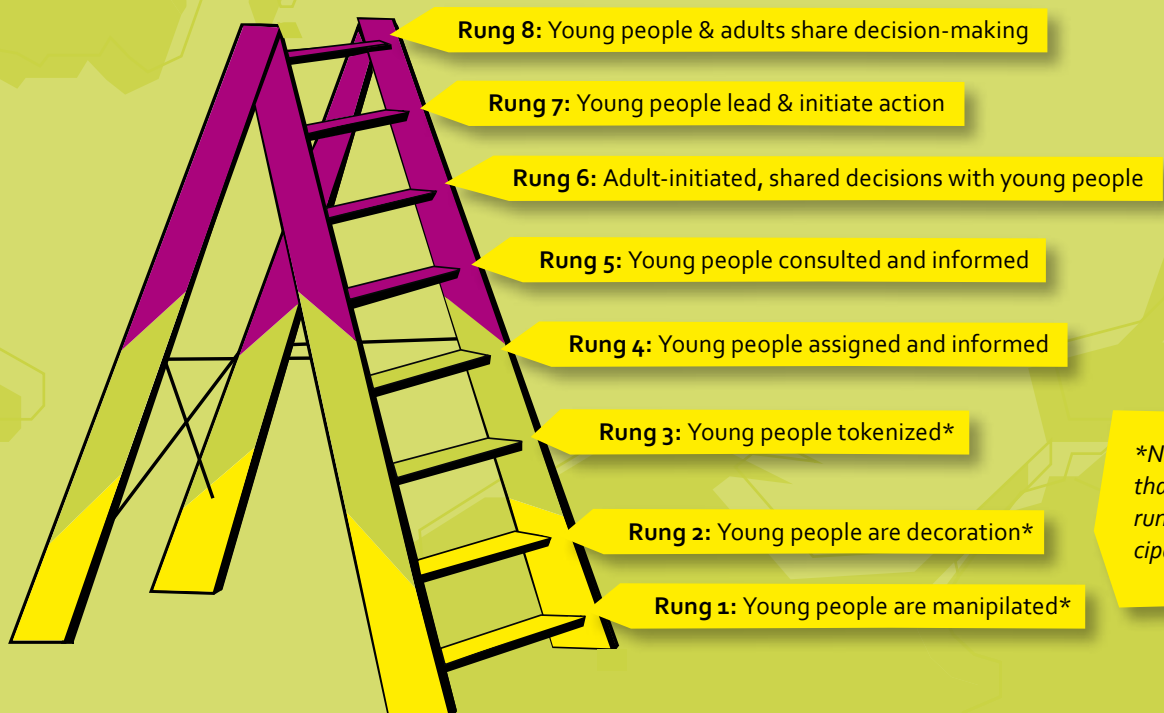 Rung 8: Young people & adults share decision-making
Rung 7: Young people lead & initiate action
Rung 6: Adult-initiated, shared decisions with young people
Rung 5: Young people consulted and informed
Rung 4: Young people assigned and informed
Rung 3: Young people tokenized*
Rung 2: Young people are decoration*
Rung 1: Young people are manipilated*